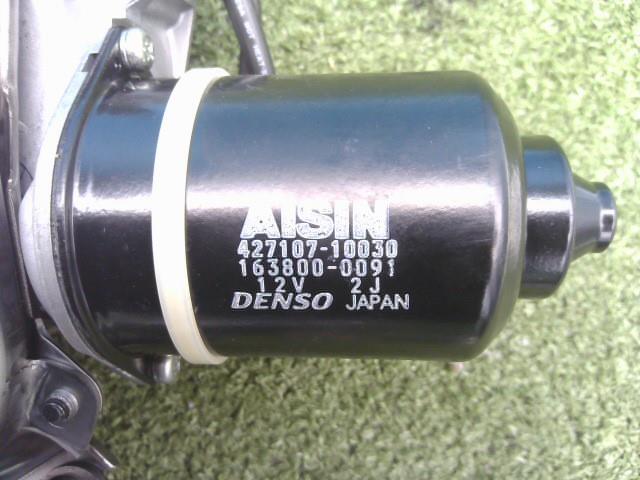 AISIN
427107-10030
163800-0091
12V 2J
DENSO JAPAN